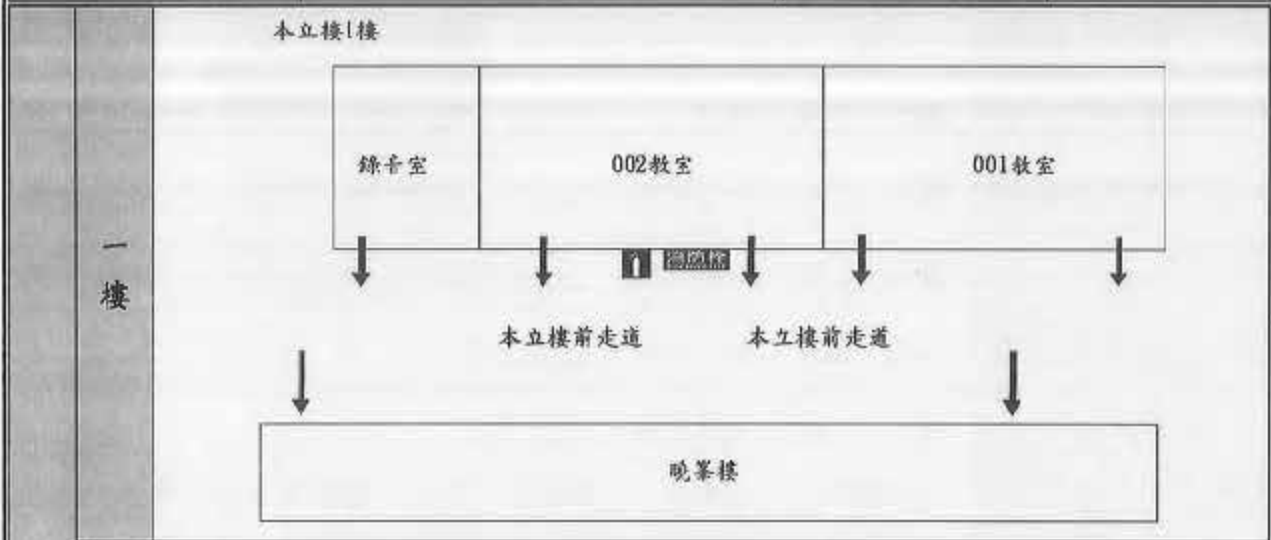 本立樓1樓
錄音室
002教室
001教室
一樓
消防栓
本立樓前走道
本立樓前走道
曉峯樓